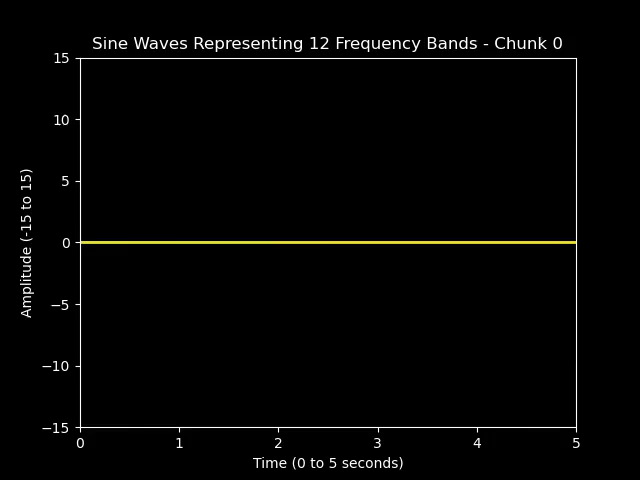 Sine Waves Representing 12 Frequency Bands - Chunk 0
15
10
5
0
−5
−10
−15
Amplitude (-15 to 15)
0 1 2 3 4 5
Time (0 to 5 seconds)